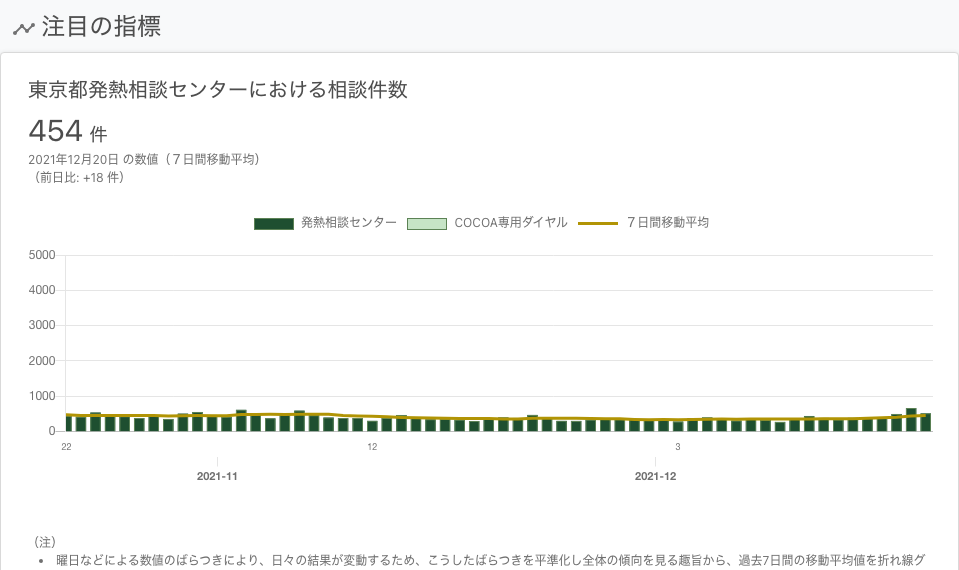 注目の指標
東京都発熱相談センターにおける相談件数
454 件
2021年12月20日 の数値（７日間移動平均）
（前日比: +18 件）
発熱相談センター COCOA専用ダイヤル ７日間移動平均
5000
4000
3000
2000
1000
0
22 12 3
2021-11 2021-12
（注）
• 曜日などによる数値のばらつきにより、日々の結果が変動するため、こうしたばらつきを平準化し全体の傾向を見る趣旨から、過去7日間の移動平均値を折れ線グ